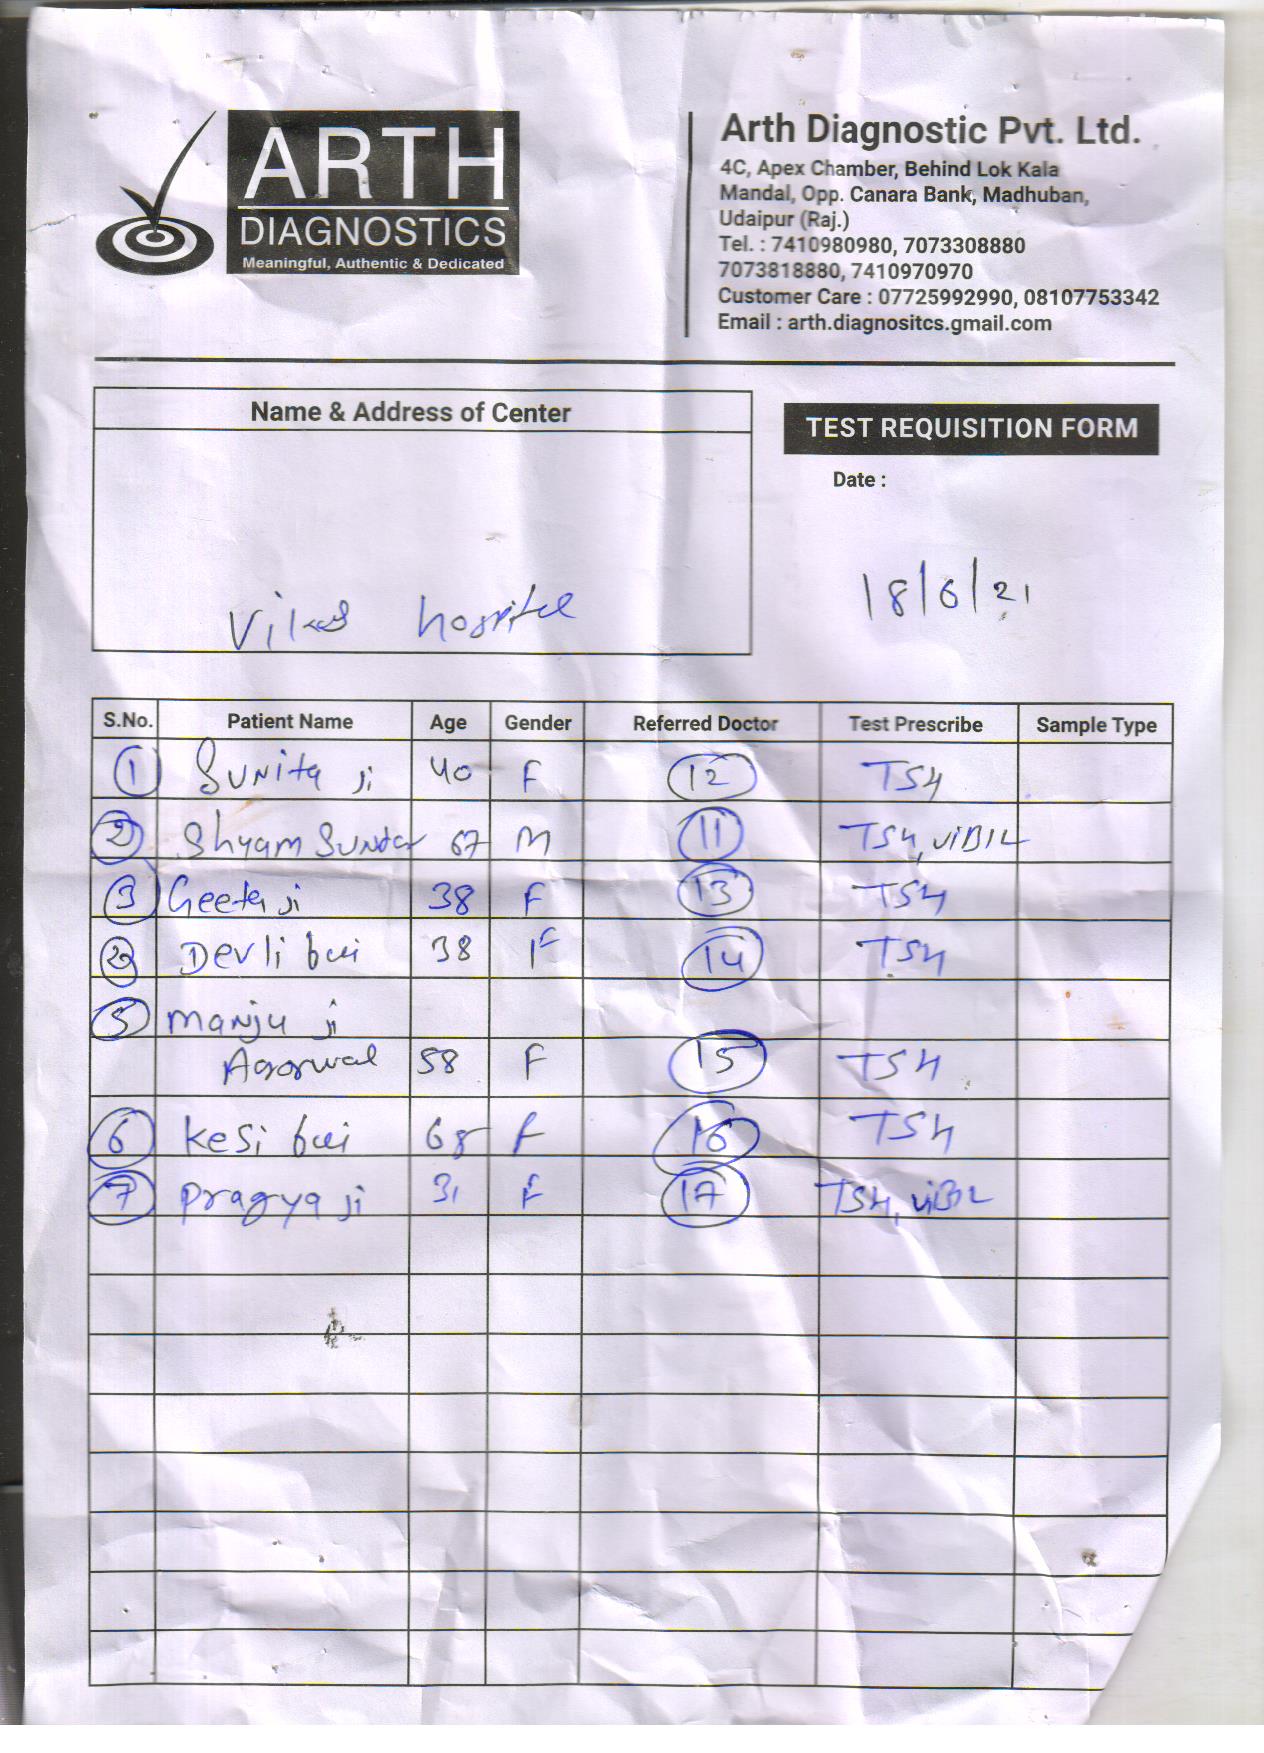 ARTH
DIAGNOSTICS
Meaningful, Authentic & Dedicated
Arth Diagnostic Pvt. Ltd.
4C, Apex Chamber, Behind Lok Kala
Mandal, Opp. Canara Bank, Madhuban,
Udaipur (Raj.)
Tel. : 7410980980, 7073308880
7073818880, 7410970970
Customer Care : 07725992990, 08107753342
Email : arth.diagnositcs.gmail.com
Name & Address of Center
TEST REQUISITION FORM
Date :
18/6/21
Vikas hospital
S.No. Patient Name Age Gender Referred Doctor Test Prescribe Sample Type
1 Sunita ji 40 F 12 TSH
2 Shyam Sundar 67 M 11 TSH, ViB12
3 Geeta ji 38 F 13 TSH
Devli bai 38 F 14 TSH
5 Manju ji
Agarwal 58 F 15 TSH
6 Kesi bai 68 F 16 TSH
7 Pragya ji 31 F 17 TSH, ViB12